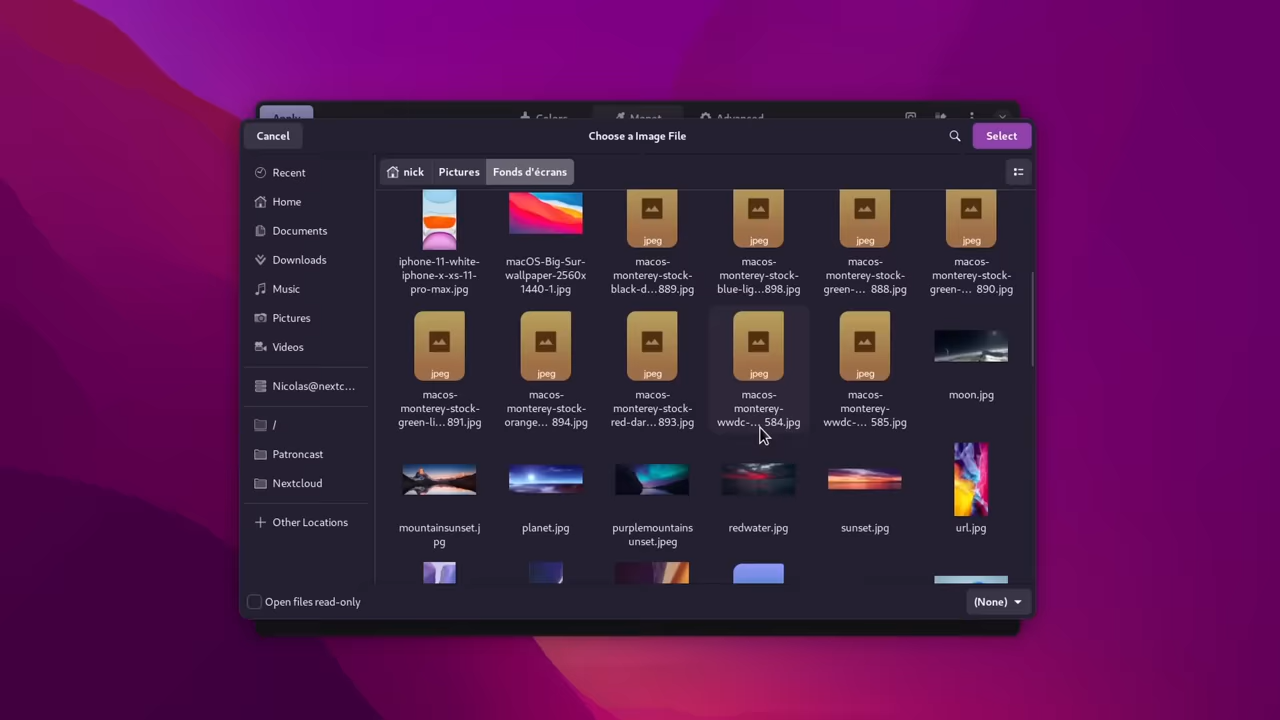 Apply Colors Monet Advanced
Cancel Choose a Image File Select
Recent
Home
Documents
Downloads
Music
Pictures
Videos
Nicolas@nextc...
/
Patroncast
Nextcloud
Other Locations
nick Pictures Fonds d'écrans
jpeg jpeg jpeg jpeg
iphone-11-white-
iphone-x-xs-11-
pro-max.jpg
macOS-Big-Sur-
wallpaper-2560x
1440-1.jpg
macos-
monterey-stock-
black-d...889.jpg
macos-
monterey-stock-
blue-lig...898.jpg
macos-
monterey-stock-
green-... 888.jpg
macos-
monterey-stock-
green-... 890.jpg
jpeg jpeg jpeg jpeg jpeg
macos-
monterey-stock-
green-li...891.jpg
macos-
monterey-stock-
orange... 894.jpg
macos-
monterey-stock-
red-dar...893.jpg
macos-
monterey-
wwdc-... 584.jpg
macos-
monterey-
wwdc-... 585.jpg
moon.jpg
mountainsunset.j
pg
planet.jpg
purplemountains
unset.jpeg
redwater.jpg
sunset.jpg
url.jpg
Open files read-only (None)